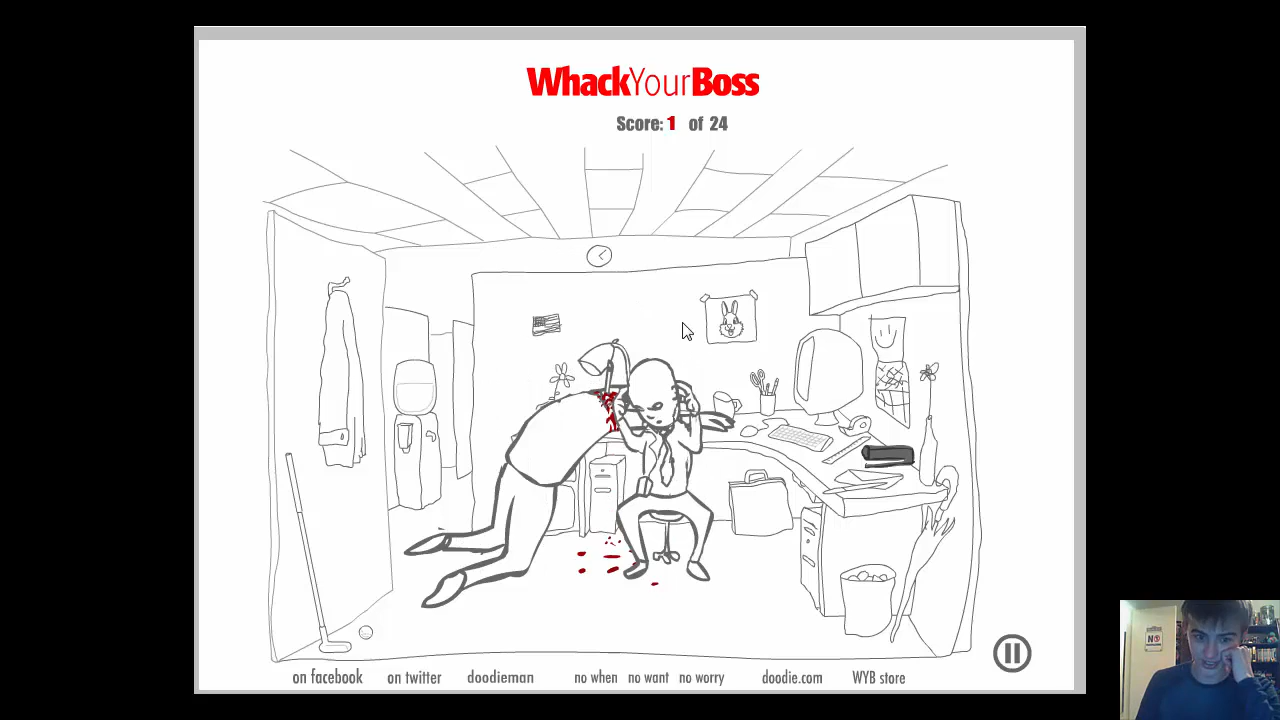 WhackYourBoss
Score: 1 of 24
on facebook on twitter doodieman no when no want no worry doodie.com WYB store
NO